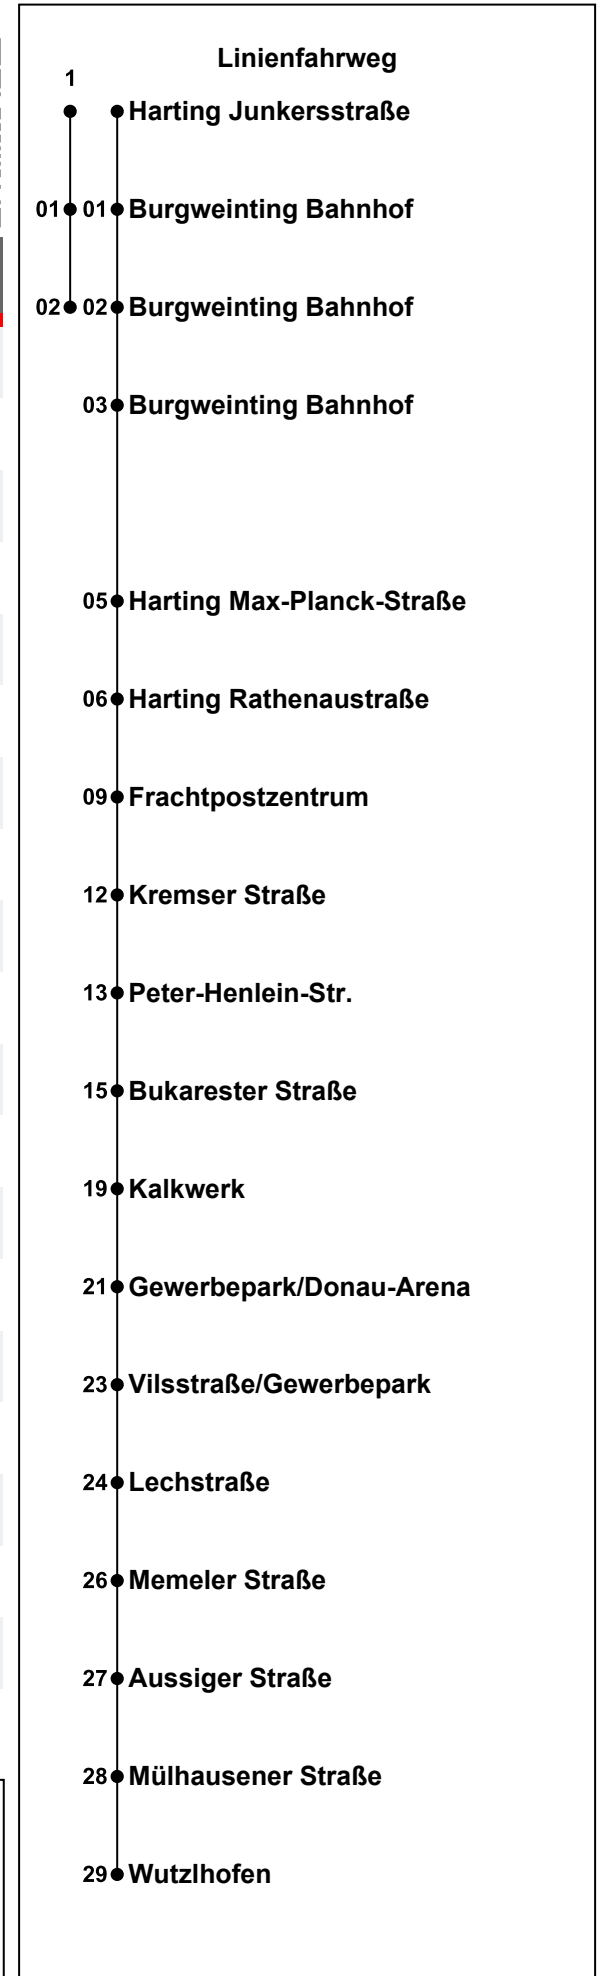 Linienfahrweg
1
Harting Junkersstraße
01 01 Burgweinting Bahnhof
02 02 Burgweinting Bahnhof
03 Burgweinting Bahnhof
05 Harting Max-Planck-Straße
06 Harting Rathenaustraße
09 Frachtpostzentrum
12 Kremser Straße
13 Peter-Henlein-Str.
15 Bukarester Straße
19 Kalkwerk
21 Gewerbepark/Donau-Arena
23 Vilsstraße/Gewerbepark
24 Lechstraße
26 Memeler Straße
27 Aussiger Straße
28 Mülhausener Straße
29 Wutzlhofen